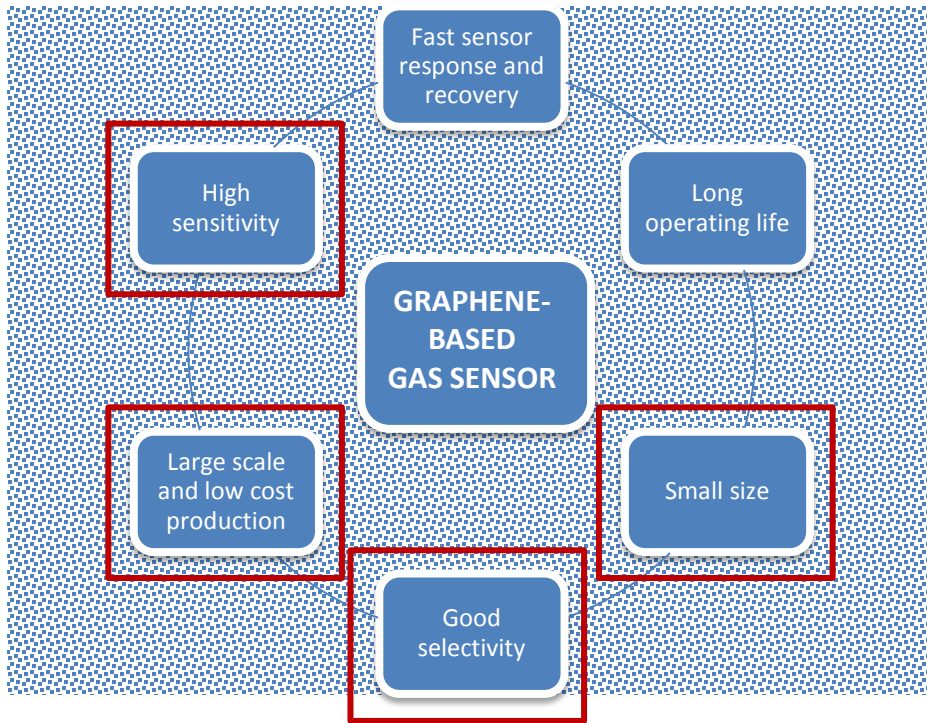 Fast sensor
response and
recovery
High
sensitivity
Long
operating life
GRAPHENE-
BASED
GAS SENSOR
Large scale
and low cost
production
Small size
Good
selectivity